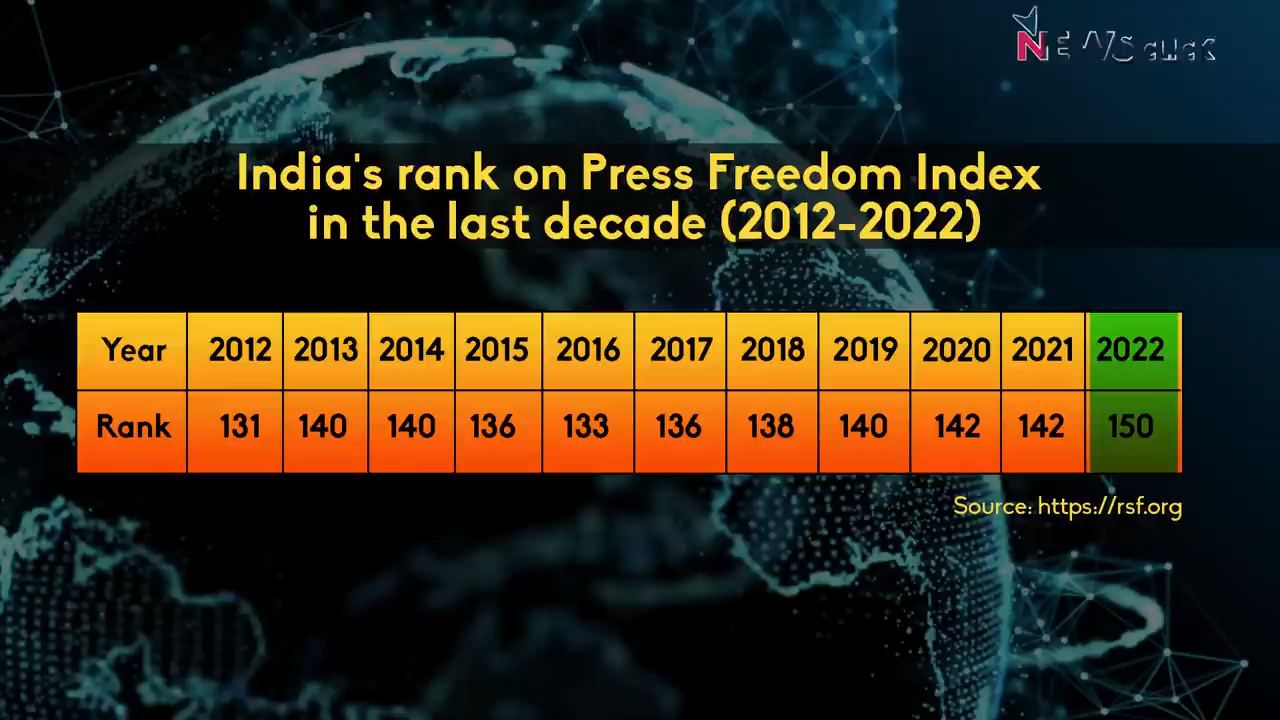 NEWSCLICK
India's rank on Press Freedom Index
in the last decade (2012-2022)
Year 2012 2013 2014 2015 2016 2017 2018 2019 2020 2021 2022
Rank 131 140 140 136 133 136 138 140 142 142 150
Source: https://rsf.org